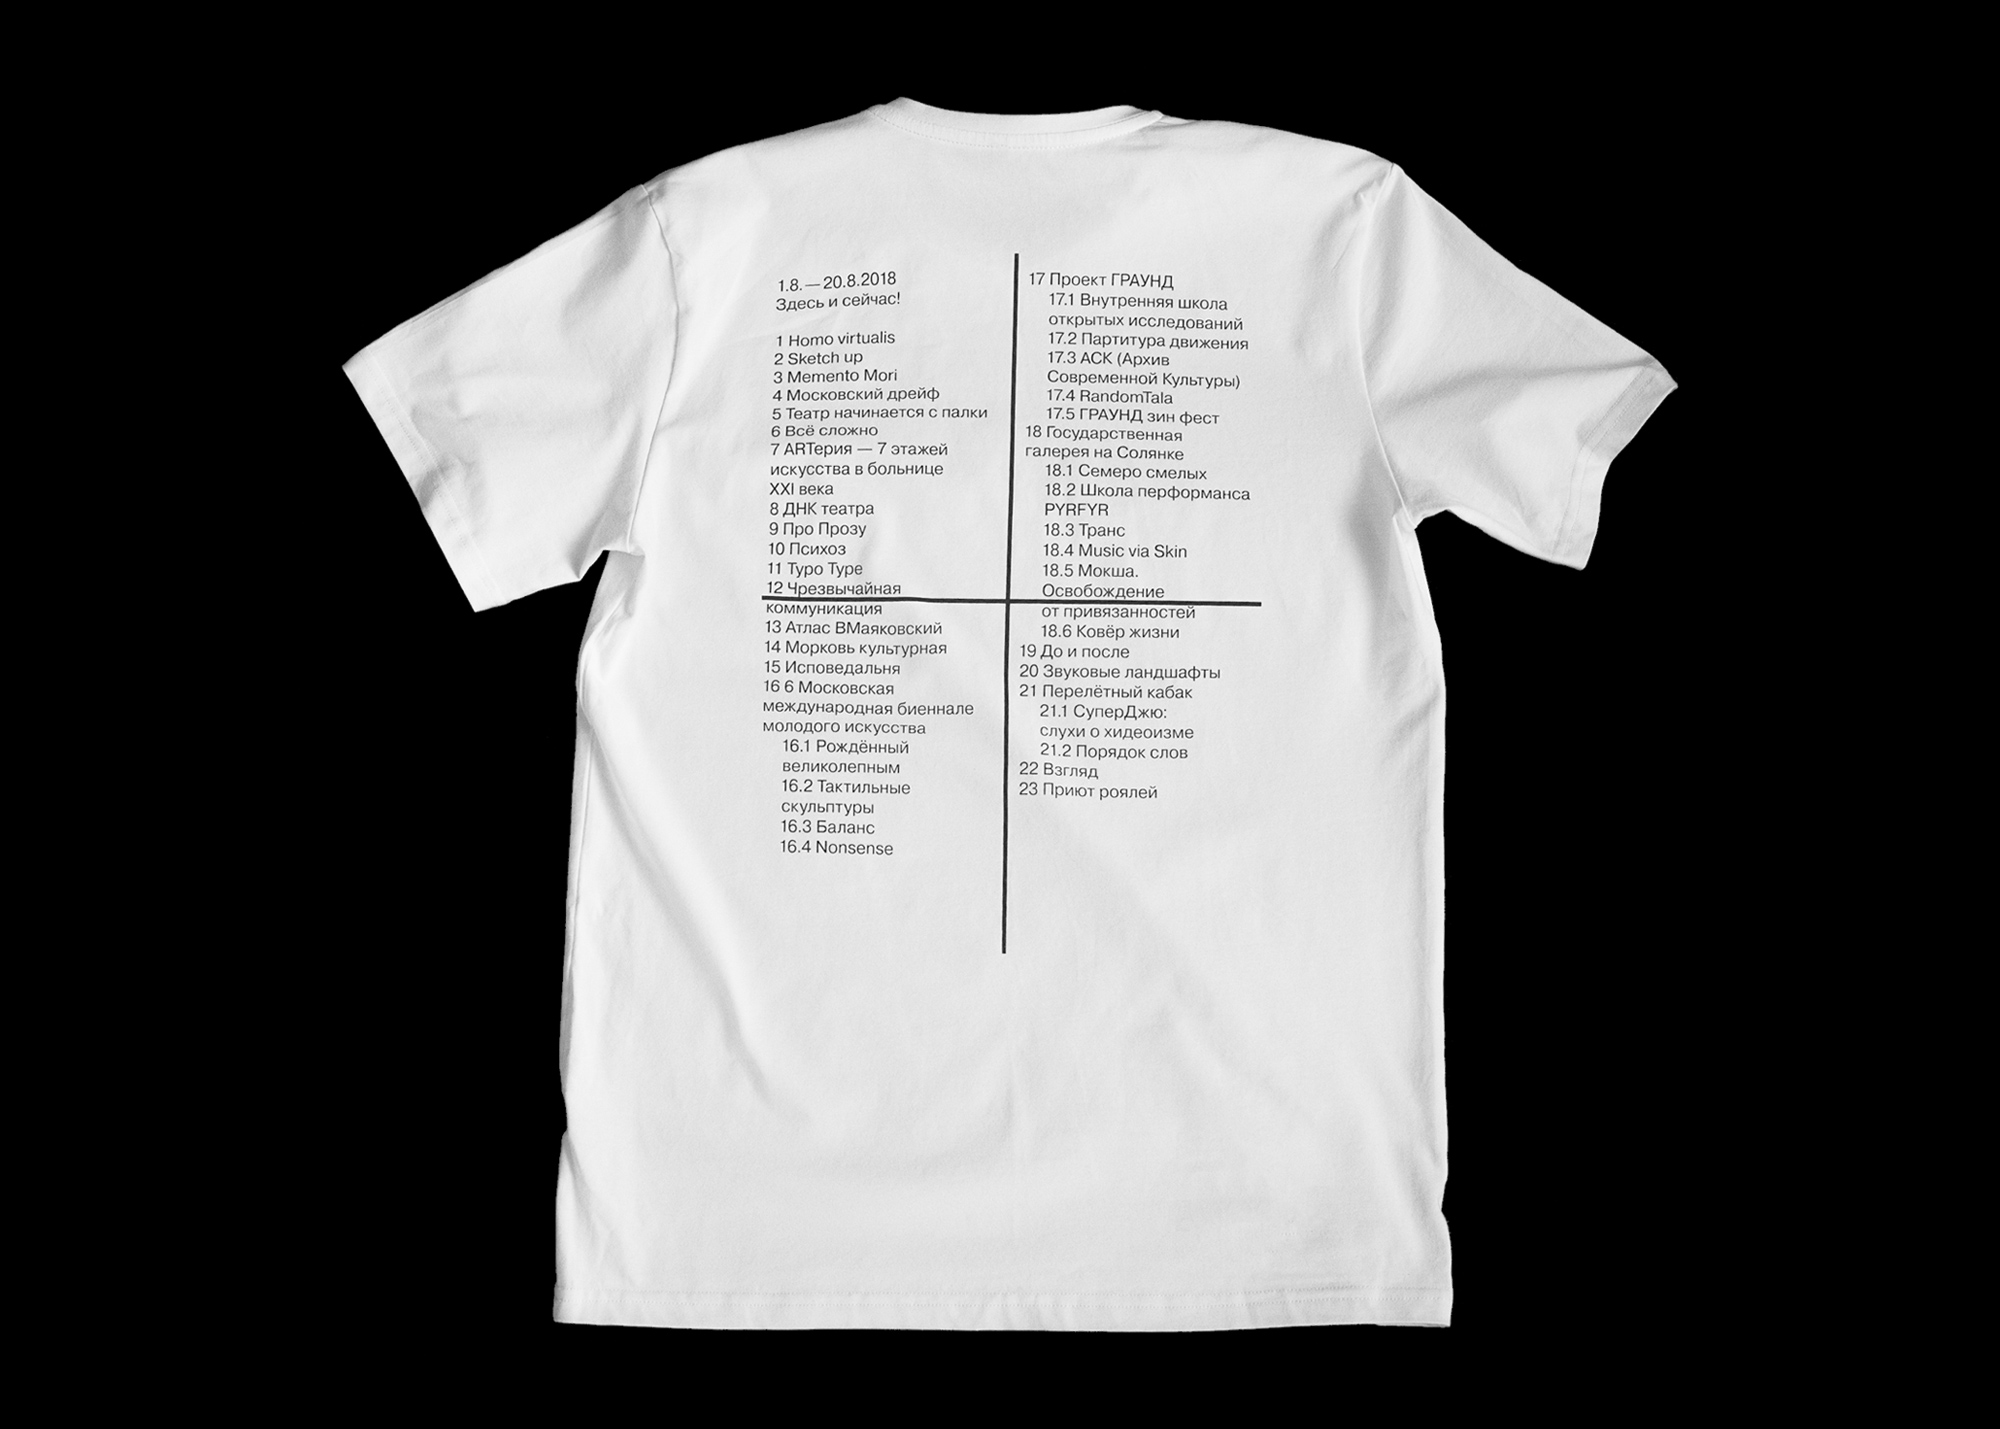 1.8. — 20.8.2018
Здесь и сейчас!
1 Homo virtualis
2 Sketch up
3 Memento Mori
4 Московский дрейф
5 Театр начинается с палки
6 Всё сложно
7 ARTерия — 7 этажей
искусства в больнице
XXI века
8 ДНК театра
9 Про Прозу
10 Психоз
11 Typo Type
12 Чрезвычайная
коммуникация
13 Атлас ВМаяковский
14 Морковь культурная
15 Исповедальня
16 6 Московская
международная биеннале
молодого искусства
16.1 Рождённый
великолепным
16.2 Тактильные
скульптуры
16.3 Баланс
16.4 Nonsense
17 Проект ГРАУНД
17.1 Внутренняя школа
открытых исследований
17.2 Партитура движения
17.3 АСК (Архив
Современной Культуры)
17.4 RandomTala
17.5 ГРАУНД зин фест
18 Государственная
галерея на Солянке
18.1 Семеро смелых
18.2 Школа перформанса
PYRFYR
18.3 Транс
18.4 Music via Skin
18.5 Мокша.
Освобождение
от привязанностей
18.6 Ковёр жизни
19 До и после
20 Звуковые ландшафты
21 Перелётный кабак
21.1 СуперДжю:
слухи о хидеоизме
21.2 Порядок слов
22 Взгляд
23 Приют роялей